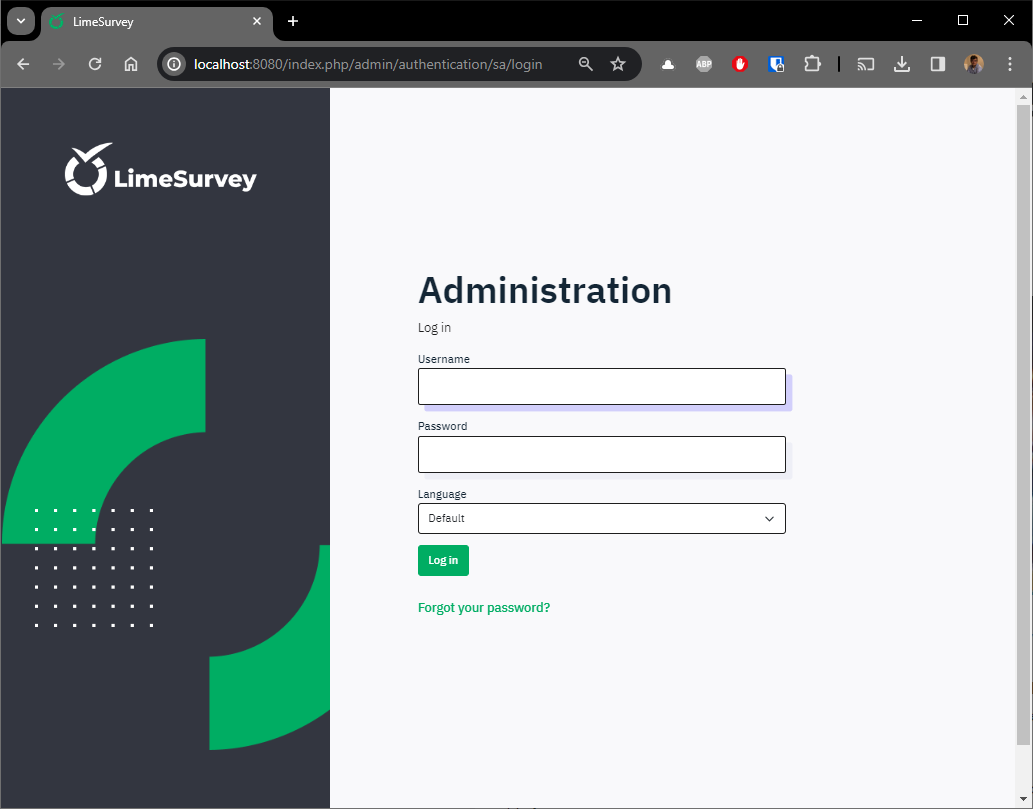 LimeSurvey
localhost:8080/index.php/admin/authentication/sa/login
ABP
LimeSurvey
Administration
Log in
Username
Password
Language
Default
Log in
Forgot your password?